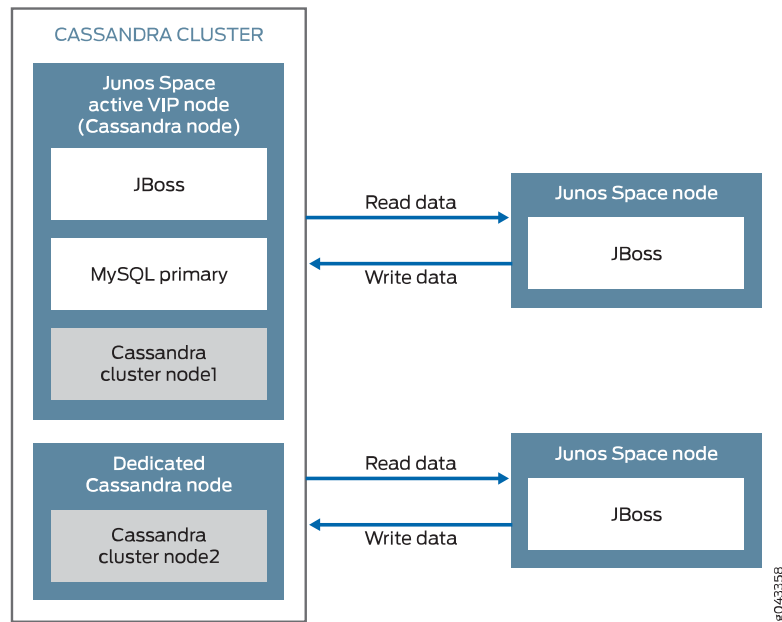 CASSANDRA CLUSTER
Junos Space
active VIP node
(Cassandra node)
JBoss
MySQL primary
Cassandra
cluster node1
Dedicated
Cassandra node
Cassandra
cluster node2
Read data
Write data
Junos Space node
JBoss
Read data
Write data
Junos Space node
JBoss
g043358